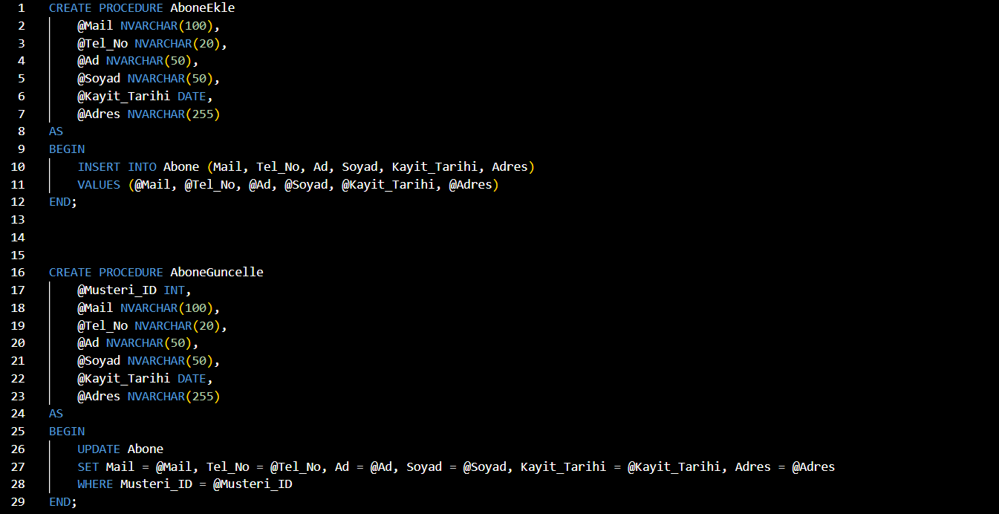 1 CREATE PROCEDURE AboneEkle
2 @Mail NVARCHAR(100),
3 @Tel_No NVARCHAR(20),
4 @Ad NVARCHAR(50),
5 @Soyad NVARCHAR(50),
6 @Kayit_Tarihi DATE,
7 @Adres NVARCHAR(255)
8 AS
9 BEGIN
10 INSERT INTO Abone (Mail, Tel_No, Ad, Soyad, Kayit_Tarihi, Adres)
11 VALUES (@Mail, @Tel_No, @Ad, @Soyad, @Kayit_Tarihi, @Adres)
12 END;
13
14
15
16 CREATE PROCEDURE AboneGuncelle
17 @Musteri_ID INT,
18 @Mail NVARCHAR(100),
19 @Tel_No NVARCHAR(20),
20 @Ad NVARCHAR(50),
21 @Soyad NVARCHAR(50),
22 @Kayit_Tarihi DATE,
23 @Adres NVARCHAR(255)
24 AS
25 BEGIN
26 UPDATE Abone
27 SET Mail = @Mail, Tel_No = @Tel_No, Ad = @Ad, Soyad = @Soyad, Kayit_Tarihi = @Kayit_Tarihi, Adres = @Adres
28 WHERE Musteri_ID = @Musteri_ID
29 END;